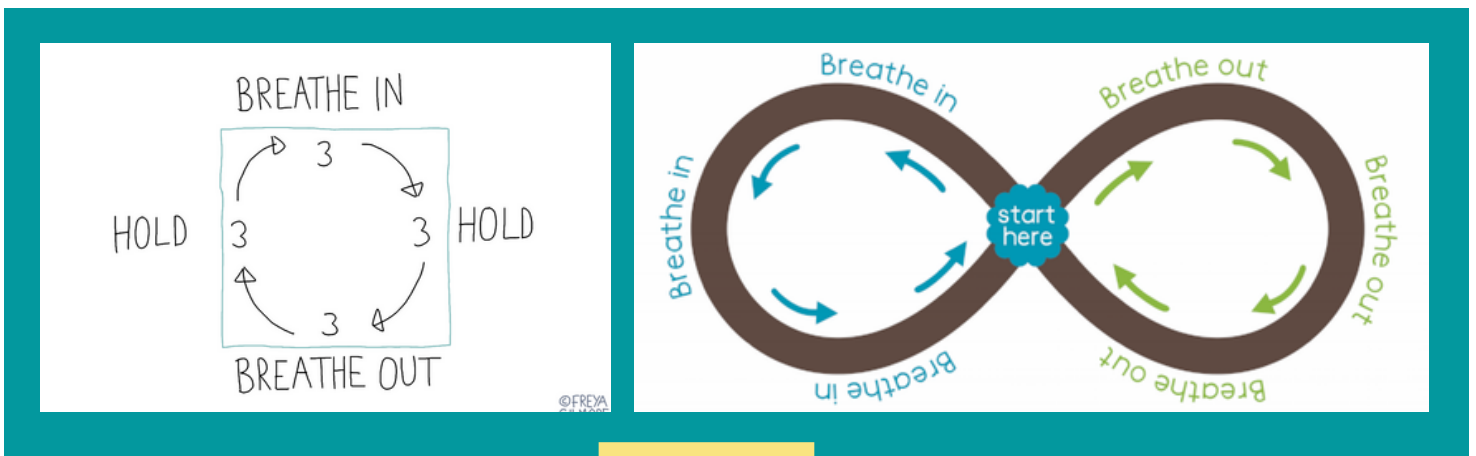 BREATHE IN
3
HOLD
3
3
HOLD
3
BREATHE OUT
©FREYA
Breathe in
Breathe in
Breathe in
start
here
Breathe out
Breathe out
Breathe out